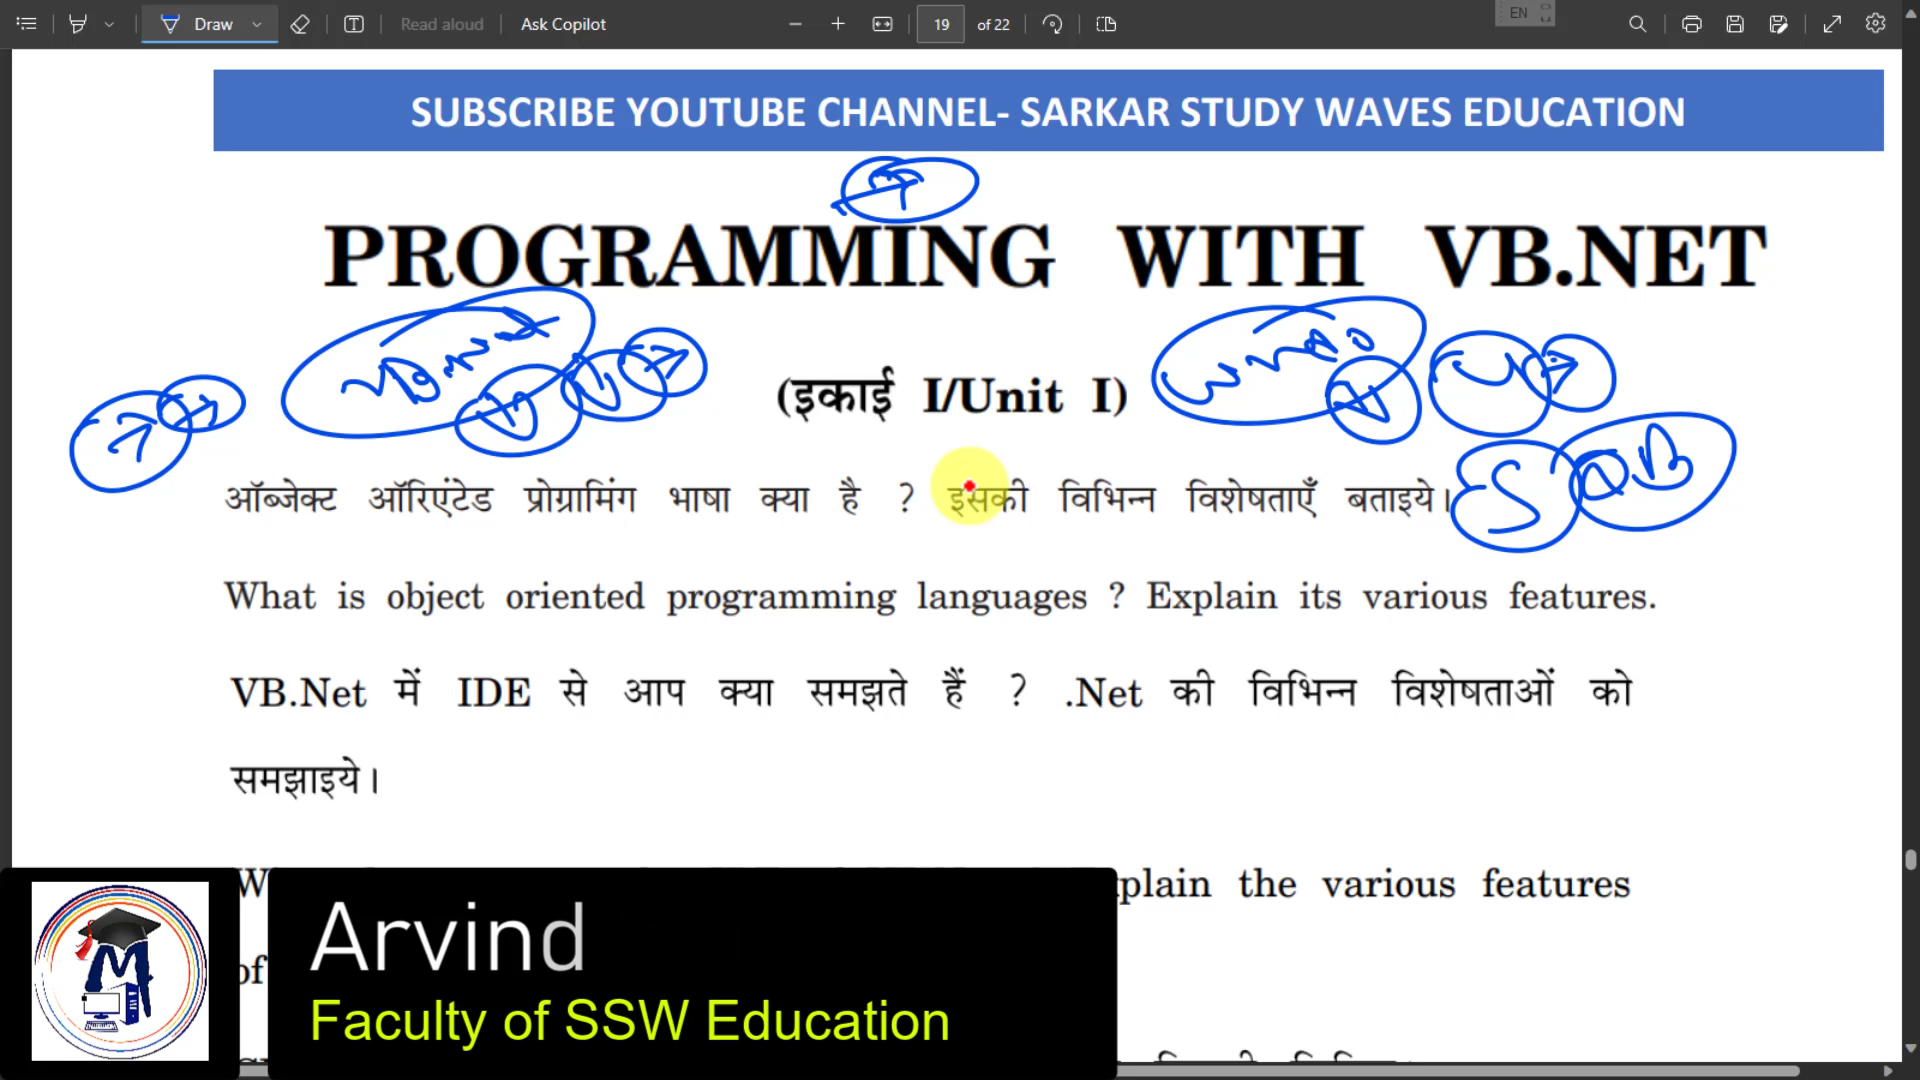 Draw
Read aloud
Ask Copilot
19
of 22
EN
SUBSCRIBE YOUTUBE CHANNEL- SARKAR STUDY WAVES EDUCATION
PROGRAMMING WITH VB.NET
(इकाई I/Unit I)
ऑब्जेक्ट ऑरिएंटेड प्रोग्रामिंग भाषा क्या है ? इसकी विभिन्न विशेषताएँ बताइये।
What is object oriented programming languages ? Explain its various features.
VB.Net में IDE से आप क्या समझते हैं ? .Net की विभिन्न विशेषताओं को
समझाइये।
the various features
of
Arvind
Faculty of SSW Education